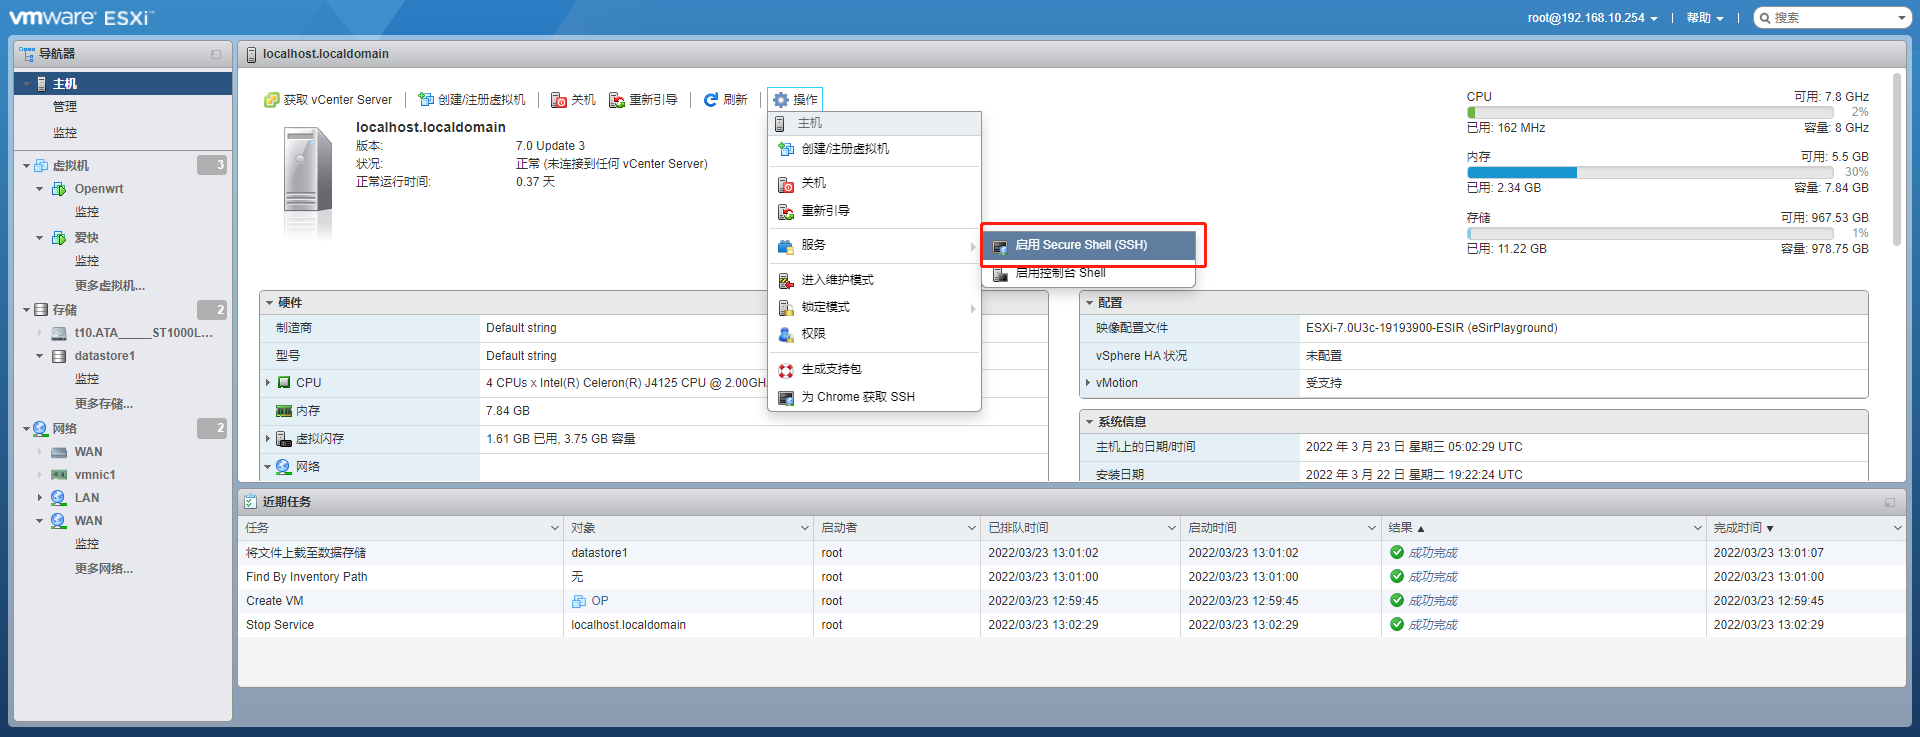 vmware ESXi
root@192.168.10.254
帮助
搜索
导航器
主机
管理
监控
虚拟机
3
Openwrt
监控
爱快
监控
更多虚拟机...
存储
2
t10.ATA_____ST1000L...
datastore1
监控
更多存储...
网络
2
WAN
vmnic1
LAN
WAN
监控
更多网络...
localhost.localdomain
获取 vCenter Server
创建/注册虚拟机
关机
重新引导
刷新
操作
localhost.localdomain
版本: 7.0 Update 3
状况: 正常 (未连接到任何 vCenter Server)
正常运行时间: 0.37 天
主机
创建/注册虚拟机
关机
重新引导
服务
进入维护模式
锁定模式
权限
生成支持包
为 Chrome 获取 SSH
启用 Secure Shell (SSH)
启用控制台 Shell
CPU 可用: 7.8 GHz
2%
已用: 162 MHz 容量: 8 GHz
内存 可用: 5.5 GB
30%
已用: 2.34 GB 容量: 7.84 GB
存储 可用: 967.53 GB
1%
已用: 11.22 GB 容量: 978.75 GB
硬件
制造商 Default string
型号 Default string
CPU 4 CPUs x Intel(R) Celeron(R) J4125 CPU @ 2.00GH
内存 7.84 GB
虚拟闪存 1.61 GB 已用, 3.75 GB 容量
网络
配置
映像配置文件 ESXi-7.0U3c-19193900-ESIR (eSirPlayground)
vSphere HA 状况 未配置
vMotion 受支持
系统信息
主机上的日期/时间 2022 年 3 月 23 日 星期三 05:02:29 UTC
安装日期 2022 年 3 月 22 日 星期二 19:22:24 UTC
近期任务
任务 对象 启动者 已排队时间 启动时间 结果 ▲ 完成时间 ▼
将文件上载至数据存储 datastore1 root 2022/03/23 13:01:02 2022/03/23 13:01:02 成功完成 2022/03/23 13:01:07
Find By Inventory Path 无 root 2022/03/23 13:01:00 2022/03/23 13:01:00 成功完成 2022/03/23 13:01:00
Create VM OP root 2022/03/23 12:59:45 2022/03/23 12:59:45 成功完成 2022/03/23 12:59:45
Stop Service localhost.localdomain root 2022/03/23 13:02:29 2022/03/23 13:02:29 成功完成 2022/03/23 13:02:29